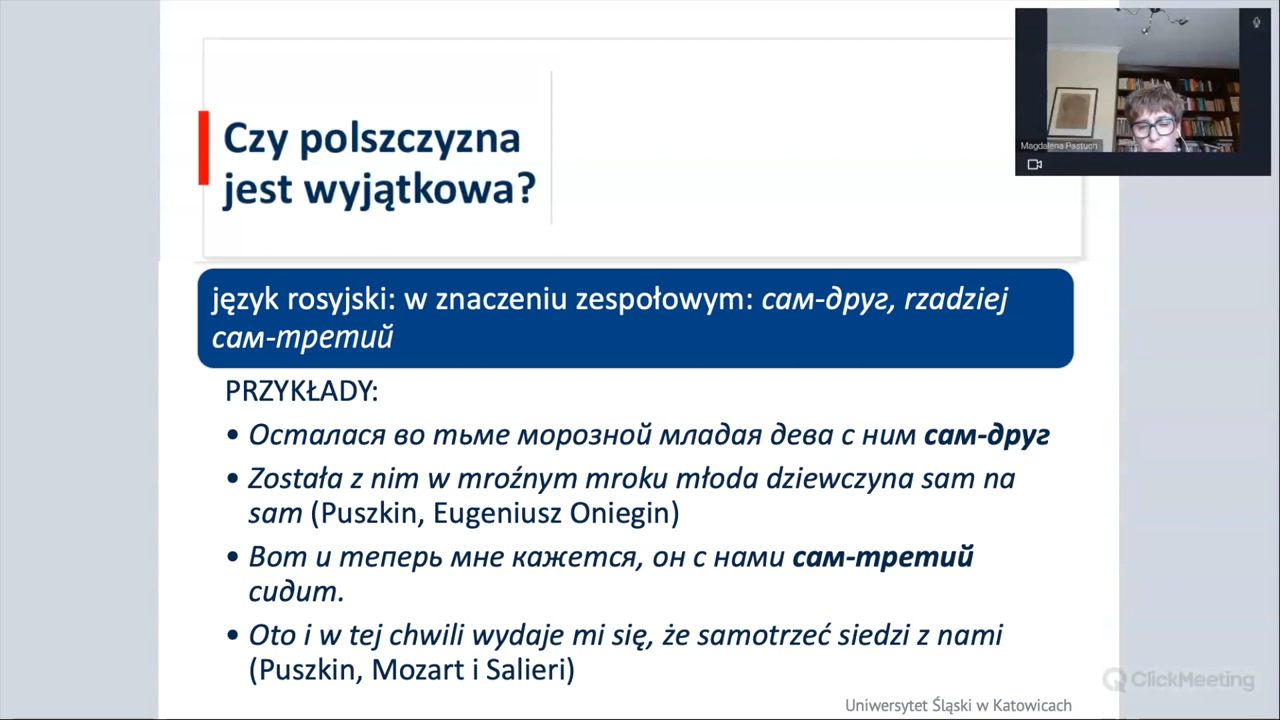 Czy polszczyzna
jest wyjątkowa?
Magdalena Pastuch
język rosyjski: w znaczeniu zespołowym: сам-друг, rzadziej
сам-третий
PRZYKŁADY:
• Осталася во тьме морозной младая дева с ним сам-друг
• Została z nim w mroźnym mroku młoda dziewczyna sam na
sam (Puszkin, Eugeniusz Oniegin)
• Вот и теперь мне кажется, он с нами сам-третий
сидит.
• Oto i w tej chwili wydaje mi się, że samotrzeć siedzi z nami
(Puszkin, Mozart i Salieri)
ClickMeeting
Uniwersytet Śląski w Katowicach